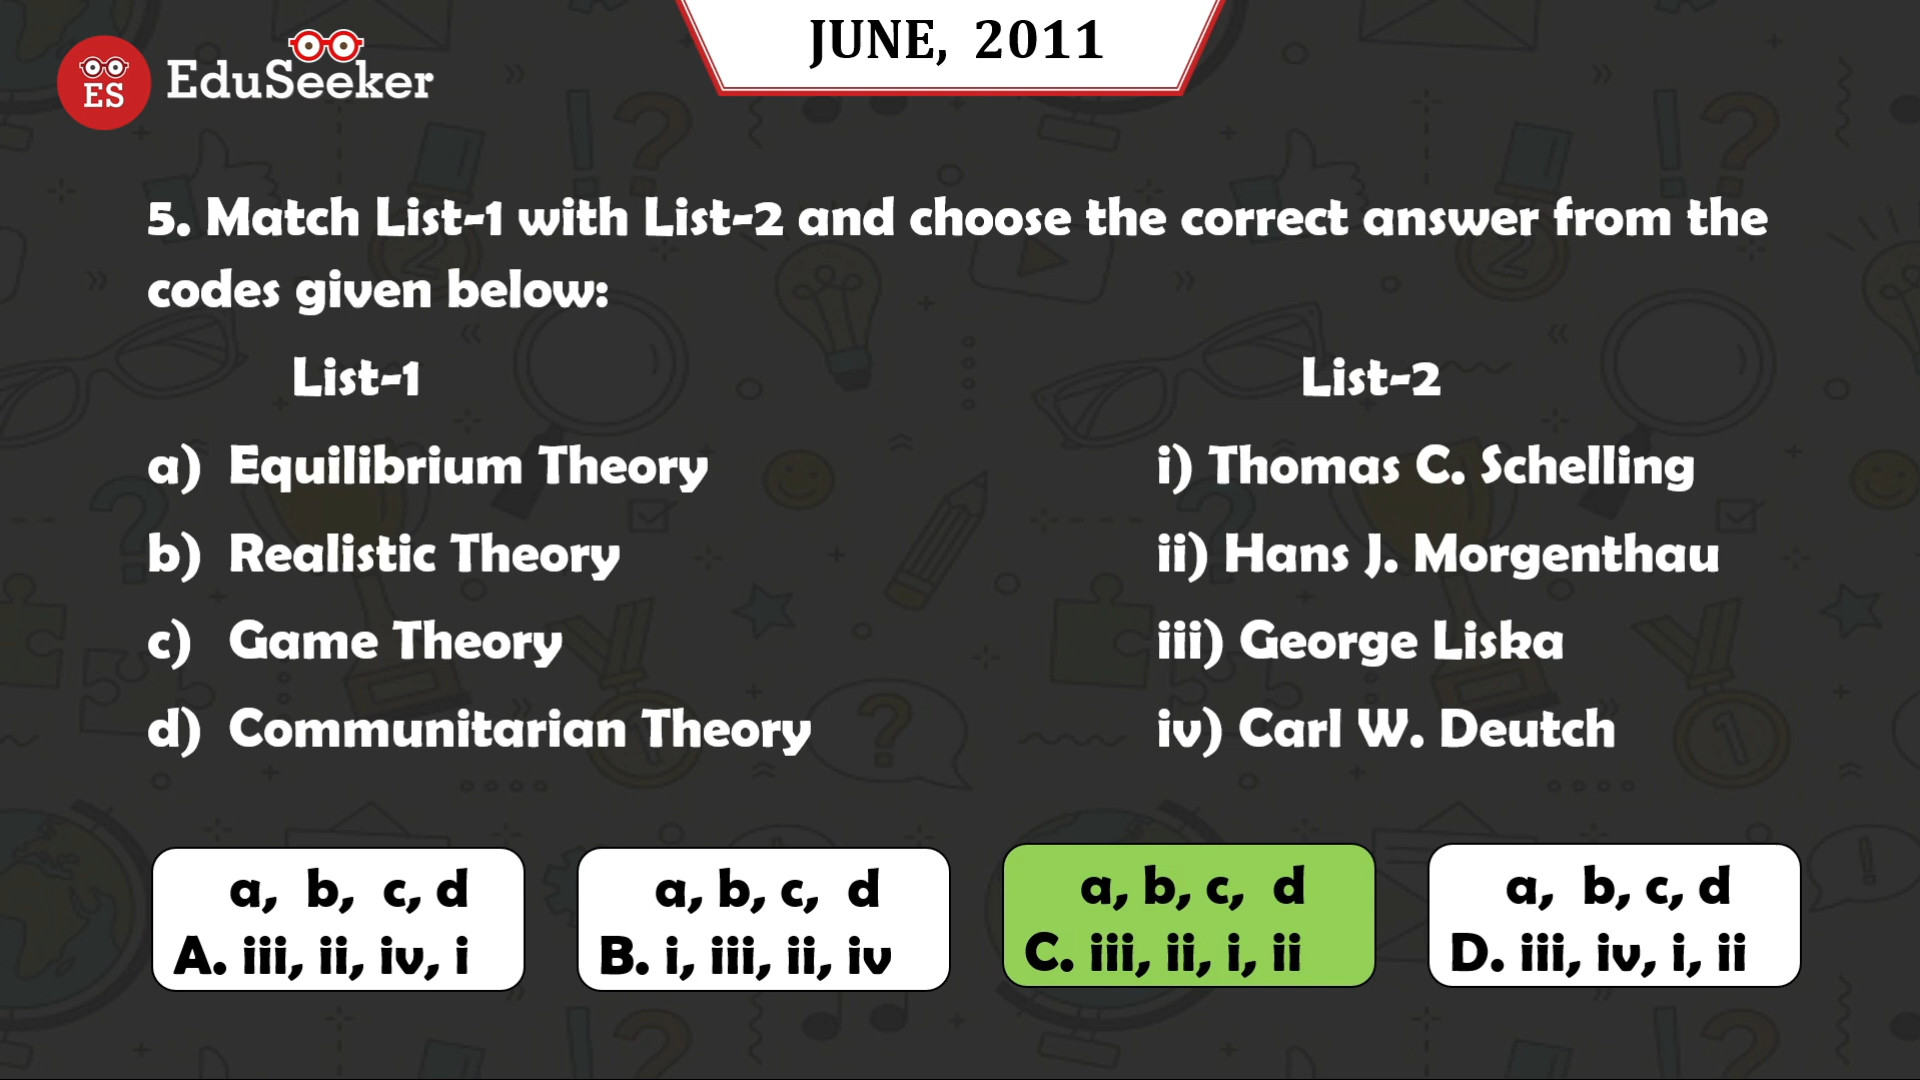 JUNE, 2011
ES EduSeeker
5. Match List-1 with List-2 and choose the correct answer from the
codes given below:
List-1 List-2
a) Equilibrium Theory i) Thomas C. Schelling
b) Realistic Theory ii) Hans J. Morgenthau
c) Game Theory iii) George Liska
d) Communitarian Theory iv) Carl W. Deutch
a, b, c, d a, b, c, d a, b, c, d a, b, c, d
A. iii, ii, iv, i B. i, iii, ii, iv C. iii, ii, i, ii D. iii, iv, i, ii